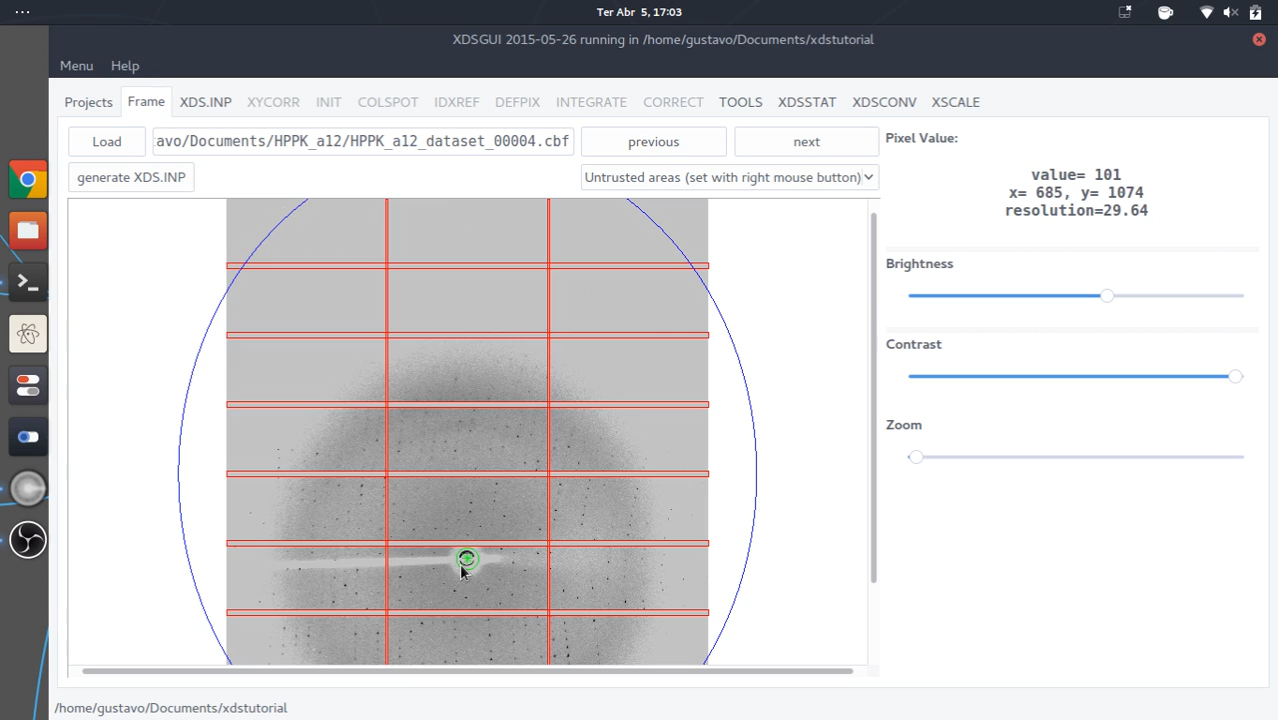 Ter Abr 5, 17:03
XDSGUI 2015-05-26 running in /home/gustavo/Documents/xdstutorial
Menu Help
Projects Frame XDS.INP XYCORR INIT COLSPOT IDXREF DEFPIX INTEGRATE CORRECT TOOLS XDSSTAT XDSCONV XSCALE
Load avo/Documents/HPPK_a12/HPPK_a12_dataset_00004.cbf previous next
generate XDS.INP Untrusted areas (set with right mouse button)
Pixel Value:
value= 101
x= 685, y= 1074
resolution=29.64
Brightness
Contrast
Zoom
/home/gustavo/Documents/xdstutorial